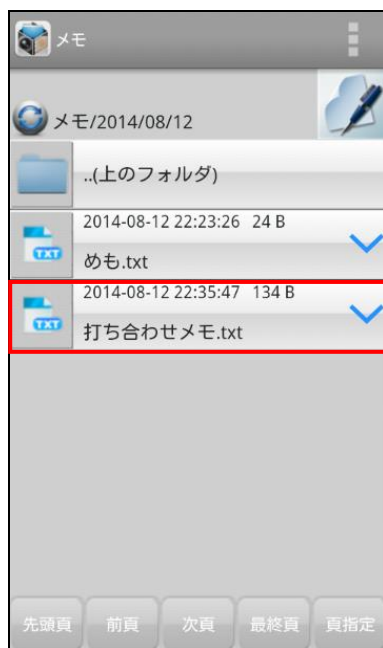 メモ
メモ/2014/08/12
..(上のフォルダ)
2014-08-12 22:23:26 24 B
TXT
めも.txt
2014-08-12 22:35:47 134 B
TXT
打ち合わせメモ.txt
先頭頁 前頁 次頁 最終頁 頁指定